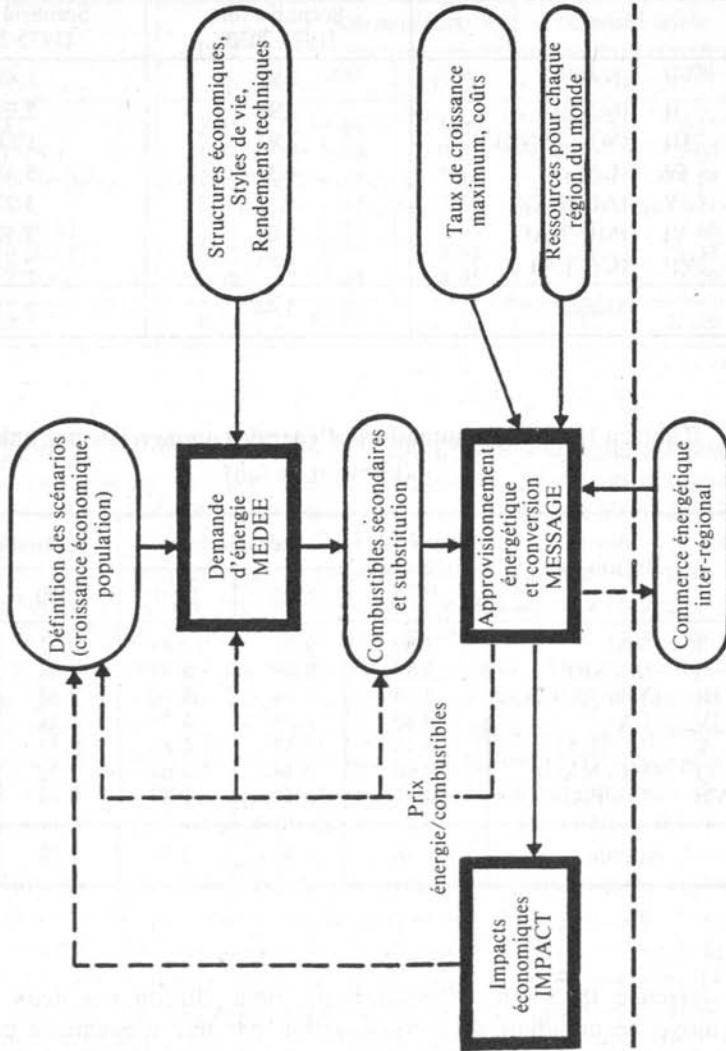 Définition des scénarios
(croissance économique,
population)
Structures économiques,
Styles de vie,
Rendements techniques
Demande
d'énergie
MEDEE
Combustibles secondaires
et substitution
Taux de croissance
maximum, coûts
Ressources pour chaque
région du monde
Approvisionnement
énergétique
et conversion
MESSAGE
Prix
énergie/combustibles
Impacts
économiques
IMPACT
Commerce énergétique
inter-régional